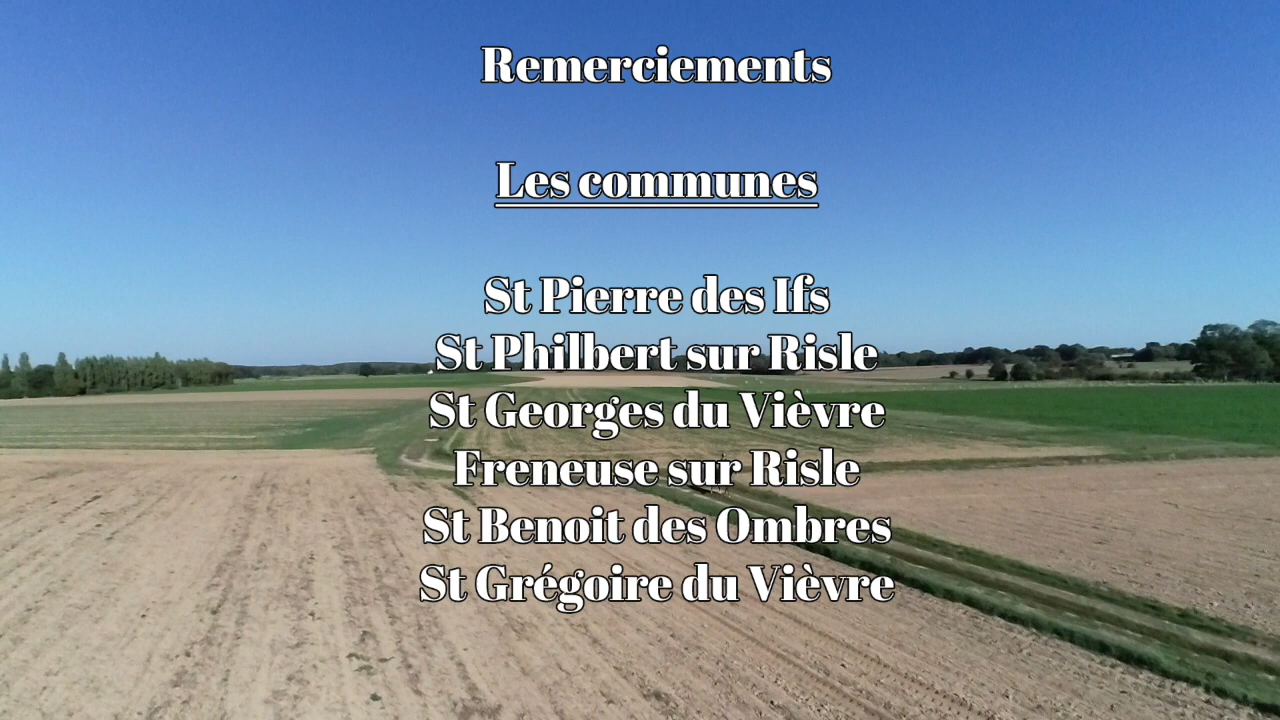 Remerciements
Les communes
St Pierre des Ifs
St Philbert sur Risle
St Georges du Vièvre
Freneuse sur Risle
St Benoit des Ombres
St Grégoire du Vièvre